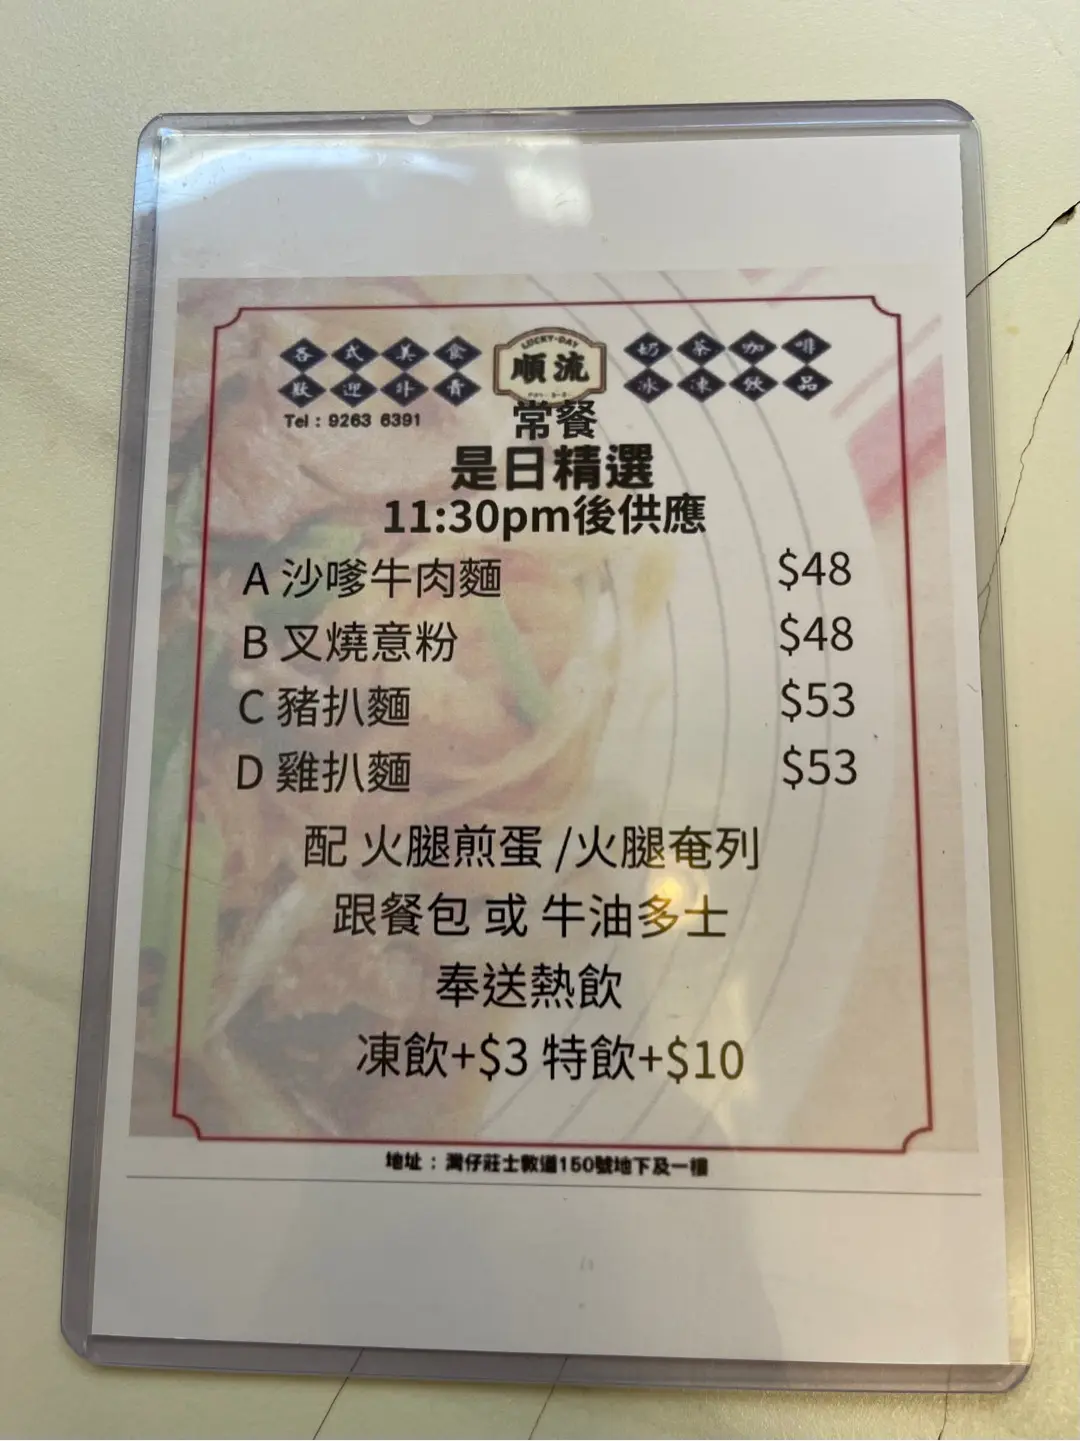 各式美食
歡迎外賣
Tel : 9263 6391
LUCKY-DAY
順流
奶茶咖啡
冰凍飲品
常餐
是日精選
11:30pm後供應
A 沙嗲牛肉麵 $48
B 叉燒意粉 $48
C 豬扒麵 $53
D 雞扒麵 $53
配 火腿煎蛋 /火腿奄列
跟餐包 或 牛油多士
奉送熱飲
凍飲+$3 特飲+$10
地址 : 灣仔莊士敦道150號地下及一樓